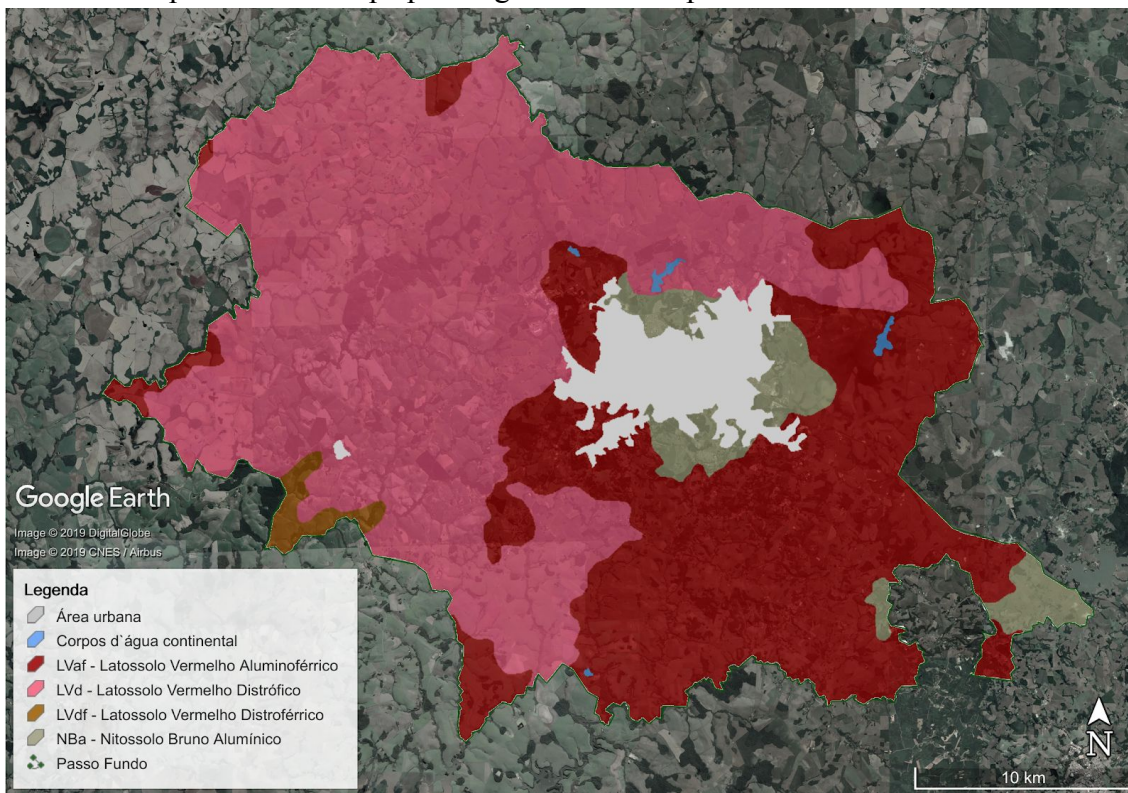 Google Earth
Image © 2019 DigitalGlobe
Image © 2019 CNES / Airbus
Legenda
Área urbana
Corpos d`água continental
LVaf - Latossolo Vermelho Aluminoférrico
LVd - Latossolo Vermelho Distrófico
LVdf - Latossolo Vermelho Distroférrico
NBa - Nitossolo Bruno Alumínico
Passo Fundo
N
10 km